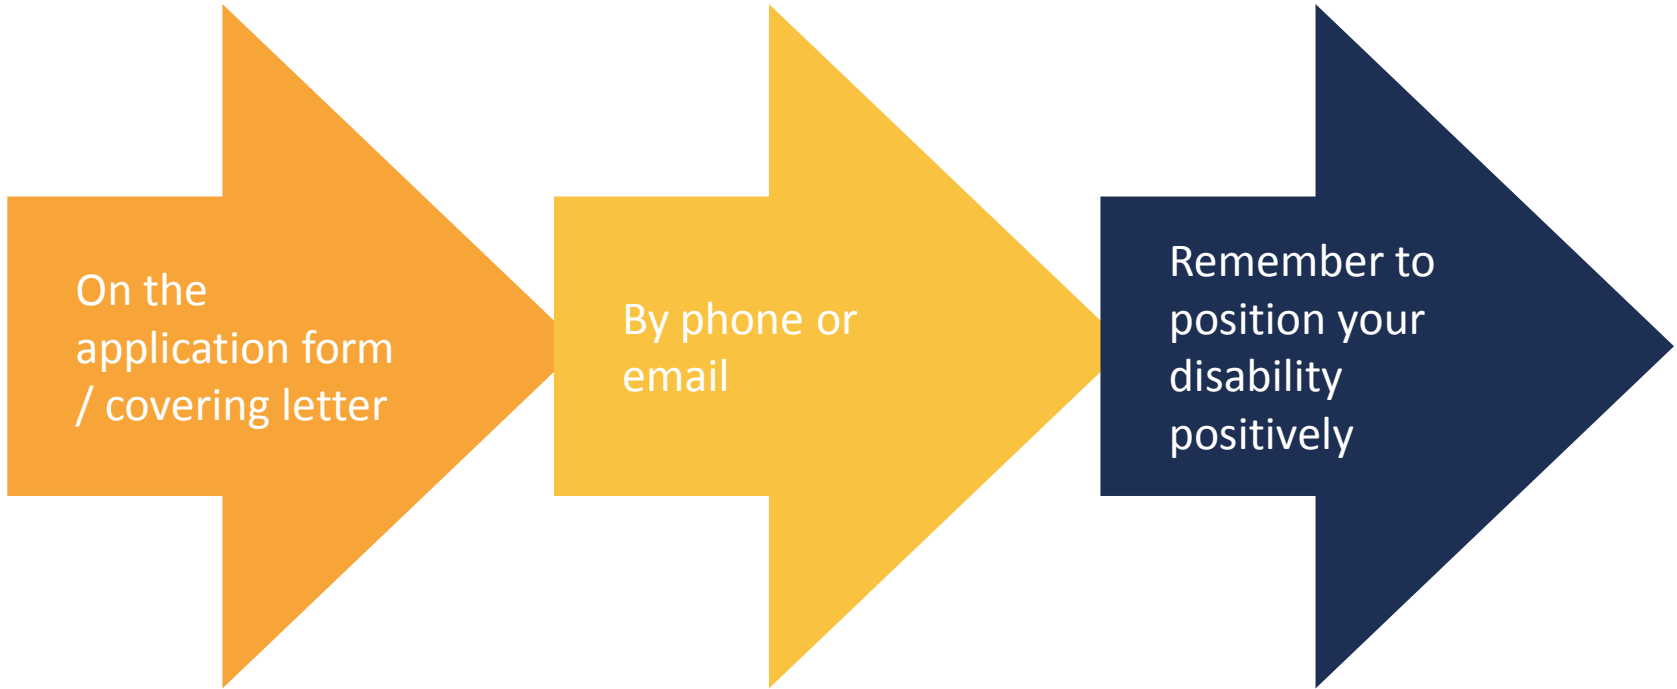 On the
application form
/ covering letter
By phone or
email
Remember to
position your
disability
positively